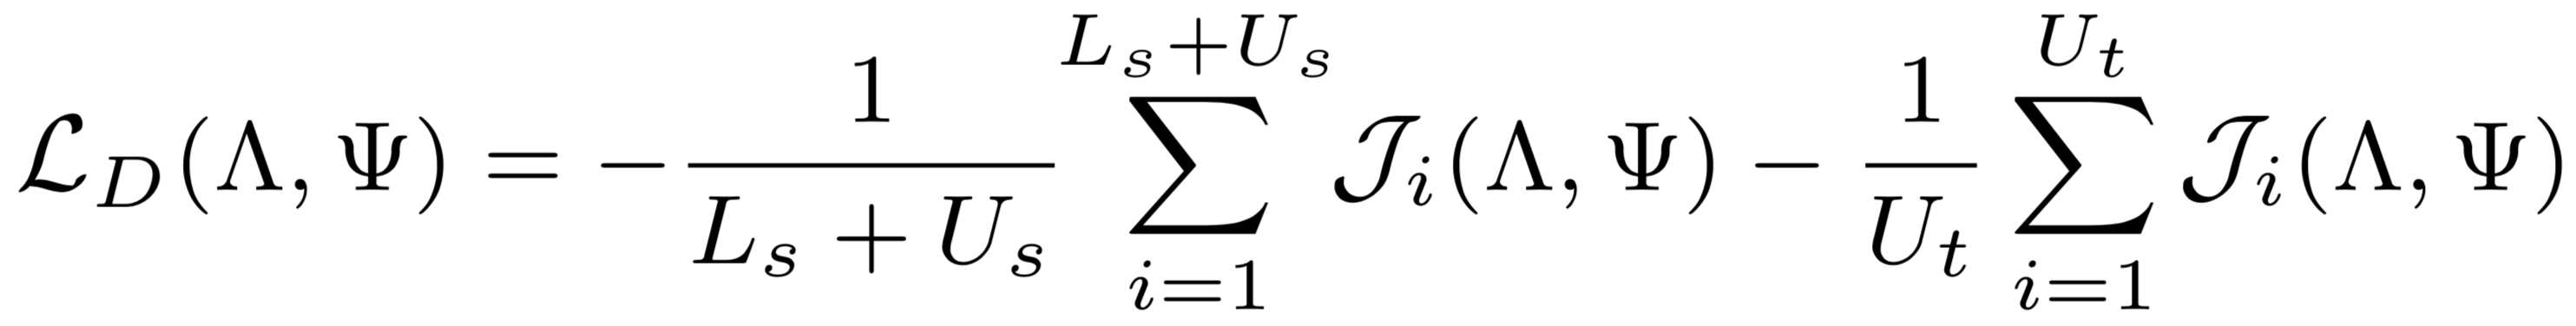 \mathcal{L}_D(\Lambda, \Psi) = -\frac{1}{L_s + U_s} \sum_{i=1}^{L_s+U_s} \mathcal{J}_i(\Lambda, \Psi) - \frac{1}{U_t} \sum_{i=1}^{U_t} \mathcal{J}_i(\Lambda, \Psi)